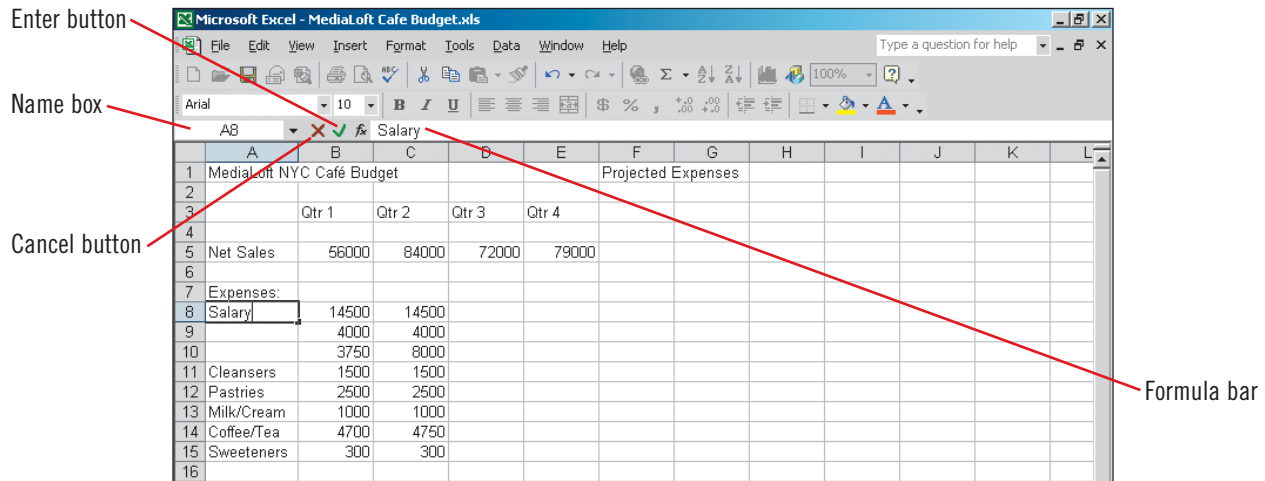 Enter button
Microsoft Excel - MediaLoft Cafe Budget.xls
File Edit View Insert Format Tools Data Window Help Type a question for help
100%
Name box
Arial 10 B I U $ % ,
A8 fx Salary
A B C D E F G H I J K L
1 MediaLoft NYC Café Budget Projected Expenses
2
3 Qtr 1 Qtr 2 Qtr 3 Qtr 4
4
Cancel button
5 Net Sales 56000 84000 72000 79000
6
7 Expenses:
8 Salary 14500 14500
9 4000 4000
10 3750 8000
11 Cleansers 1500 1500
12 Pastries 2500 2500
Formula bar
13 Milk/Cream 1000 1000
14 Coffee/Tea 4700 4750
15 Sweeteners 300 300
16